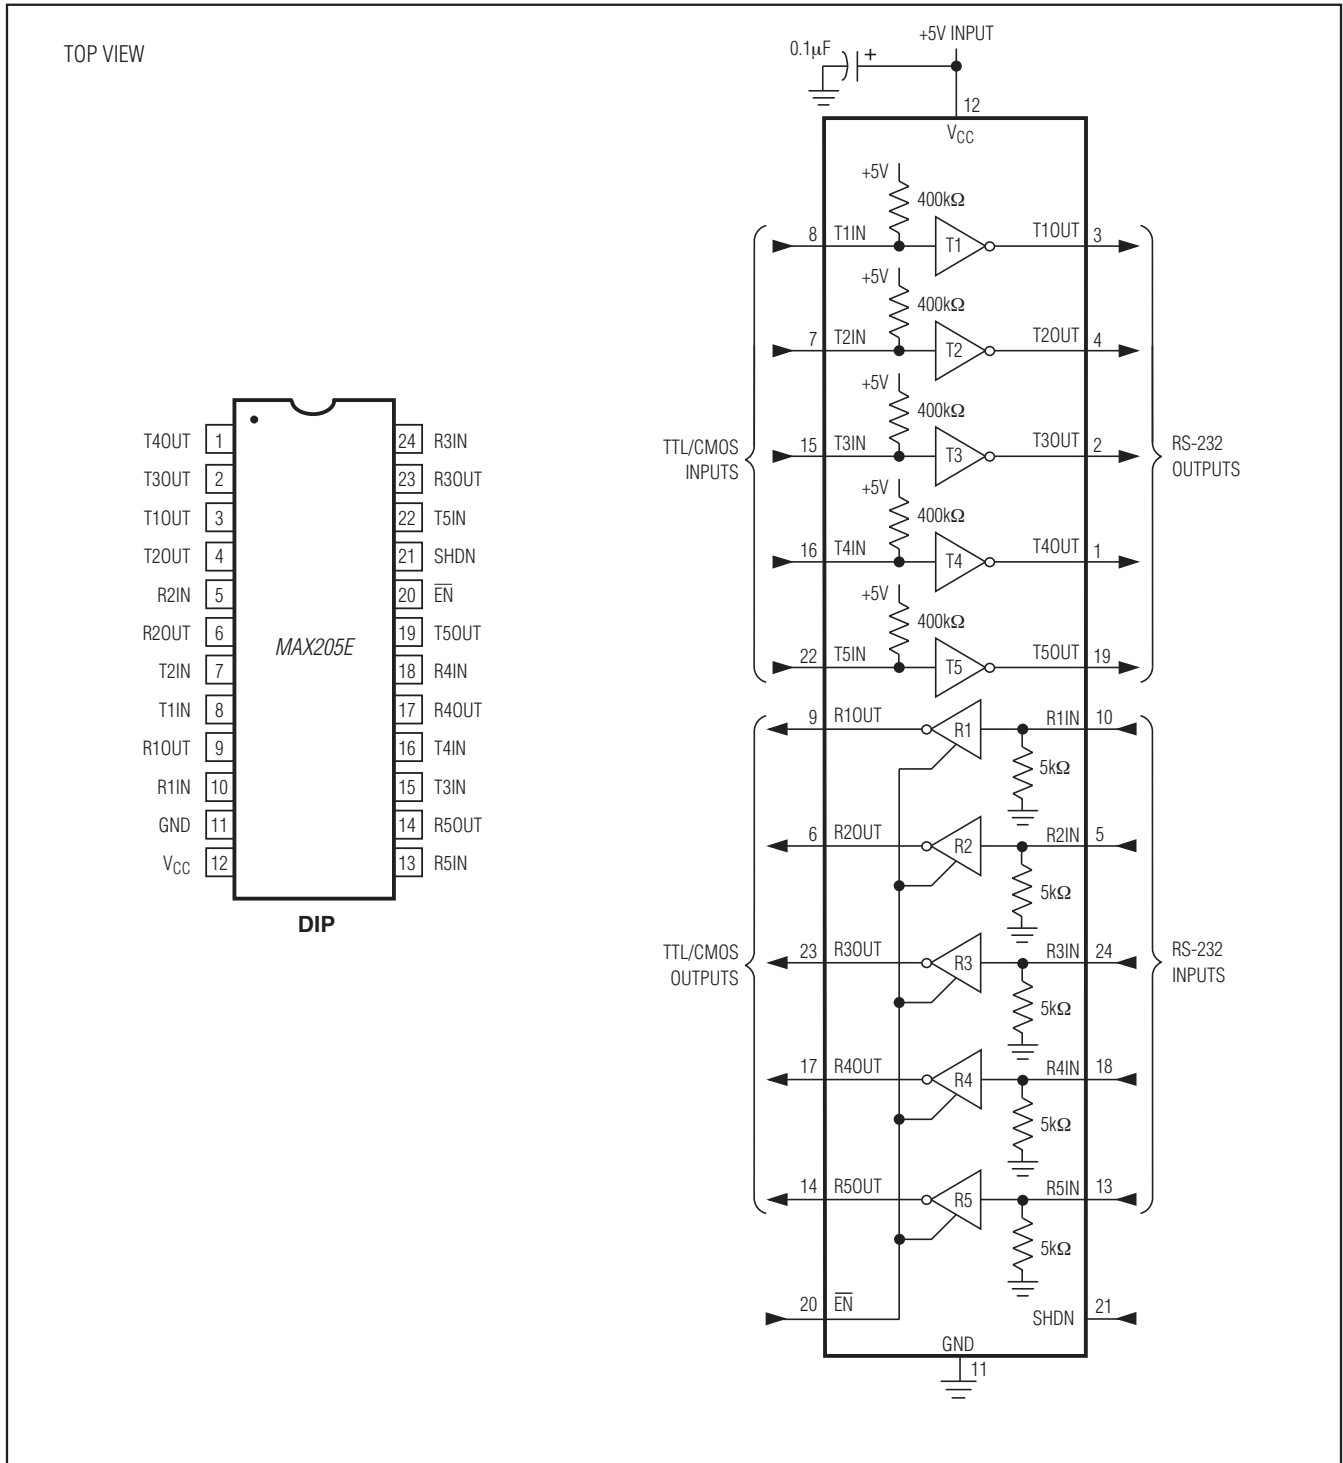 TOP VIEW
T4OUT 1
T3OUT 2
T1OUT 3
T2OUT 4
R2IN 5
R2OUT 6
T2IN 7
T1IN 8
R1OUT 9
R1IN 10
GND 11
VCC 12
MAX205E
24 R3IN
23 R3OUT
22 T5IN
21 SHDN
20 E̅N̅
19 T5OUT
18 R4IN
17 R4OUT
16 T4IN
15 T3IN
14 R5OUT
13 R5IN
DIP
+5V INPUT
0.1µF +
12
VCC
+5V
400kΩ
8 T1IN T1 T1OUT 3
+5V
400kΩ
7 T2IN T2 T2OUT 4
+5V
400kΩ
15 T3IN T3 T3OUT 2
+5V
400kΩ
16 T4IN T4 T4OUT 1
+5V
400kΩ
22 T5IN T5 T5OUT 19
TTL/CMOS
INPUTS
RS-232
OUTPUTS
9 R1OUT R1 R1IN 10
5kΩ
6 R2OUT R2 R2IN 5
5kΩ
23 R3OUT R3 R3IN 24
5kΩ
17 R4OUT R4 R4IN 18
5kΩ
14 R5OUT R5 R5IN 13
5kΩ
TTL/CMOS
OUTPUTS
RS-232
INPUTS
20 E̅N̅
SHDN 21
GND
11